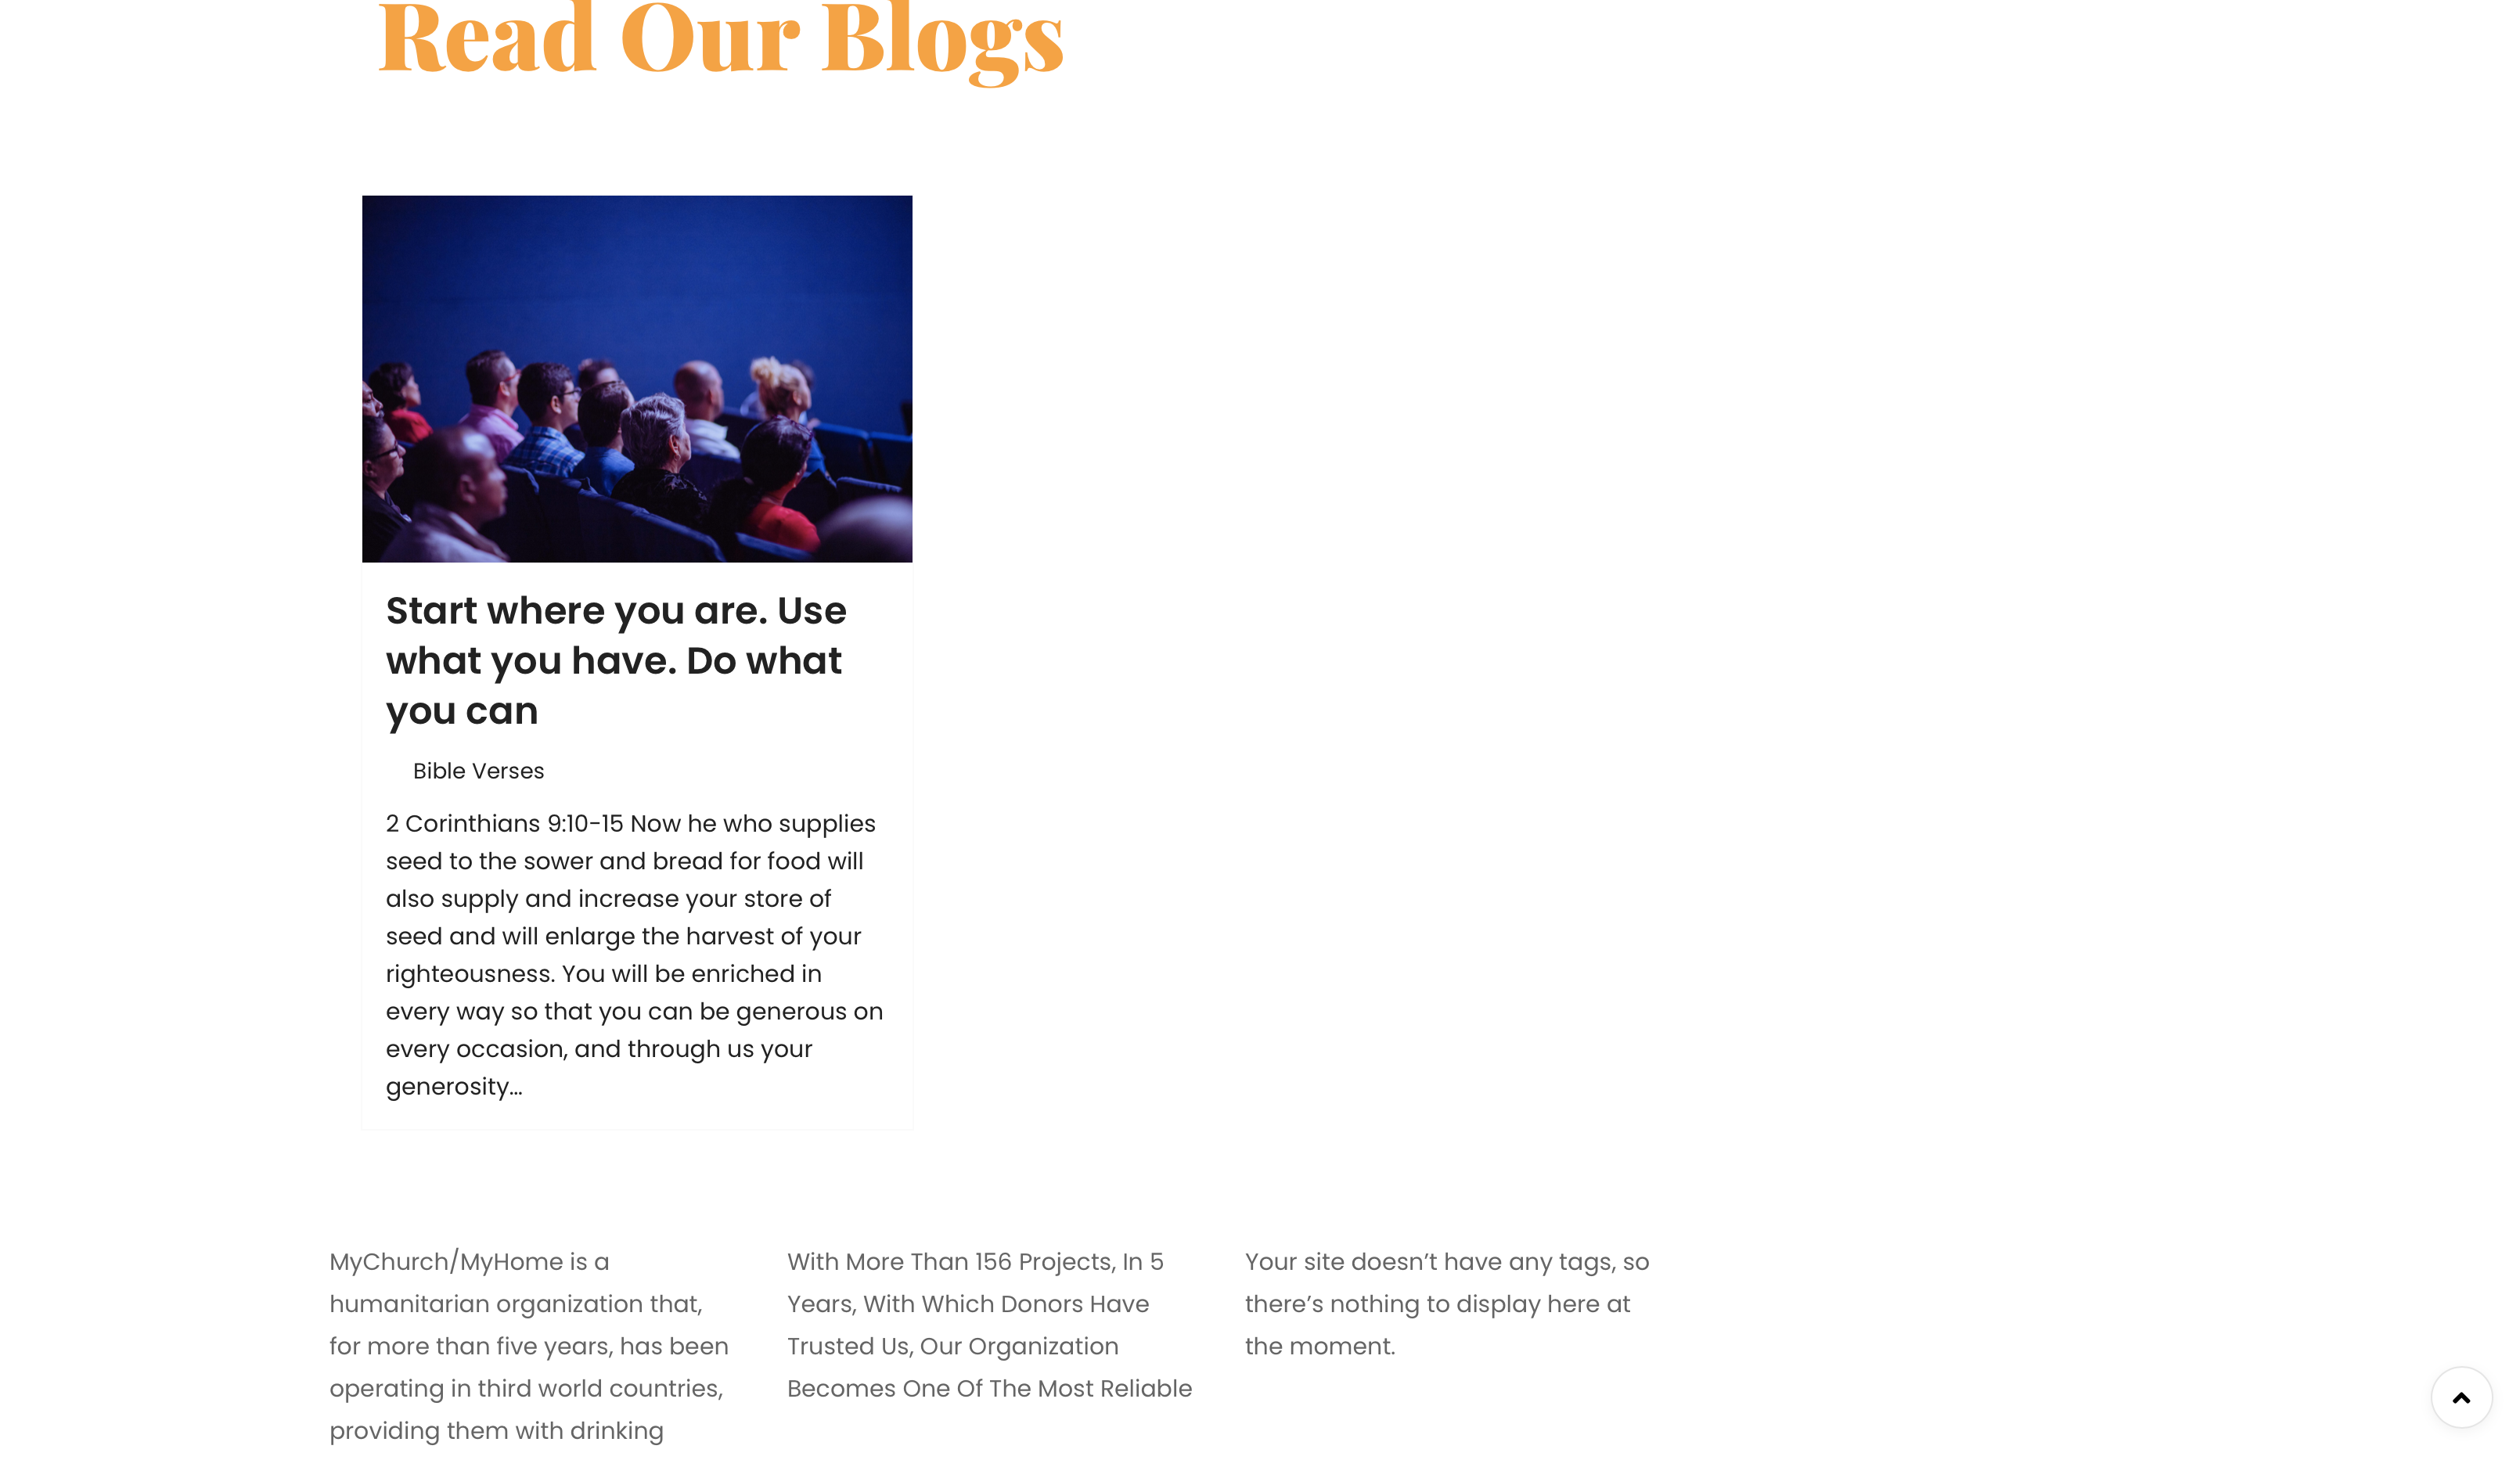 Read Our Blogs
Start where you are. Use
what you have. Do what
you can
Bible Verses
2 Corinthians 9:10-15 Now he who supplies
seed to the sower and bread for food will
also supply and increase your store of
seed and will enlarge the harvest of your
righteousness. You will be enriched in
every way so that you can be generous on
every occasion, and through us your
generosity...
MyChurch/MyHome is a
humanitarian organization that,
for more than five years, has been
operating in third world countries,
providing them with drinking
With More Than 156 Projects, In 5
Years, With Which Donors Have
Trusted Us, Our Organization
Becomes One Of The Most Reliable
Your site doesn’t have any tags, so
there’s nothing to display here at
the moment.